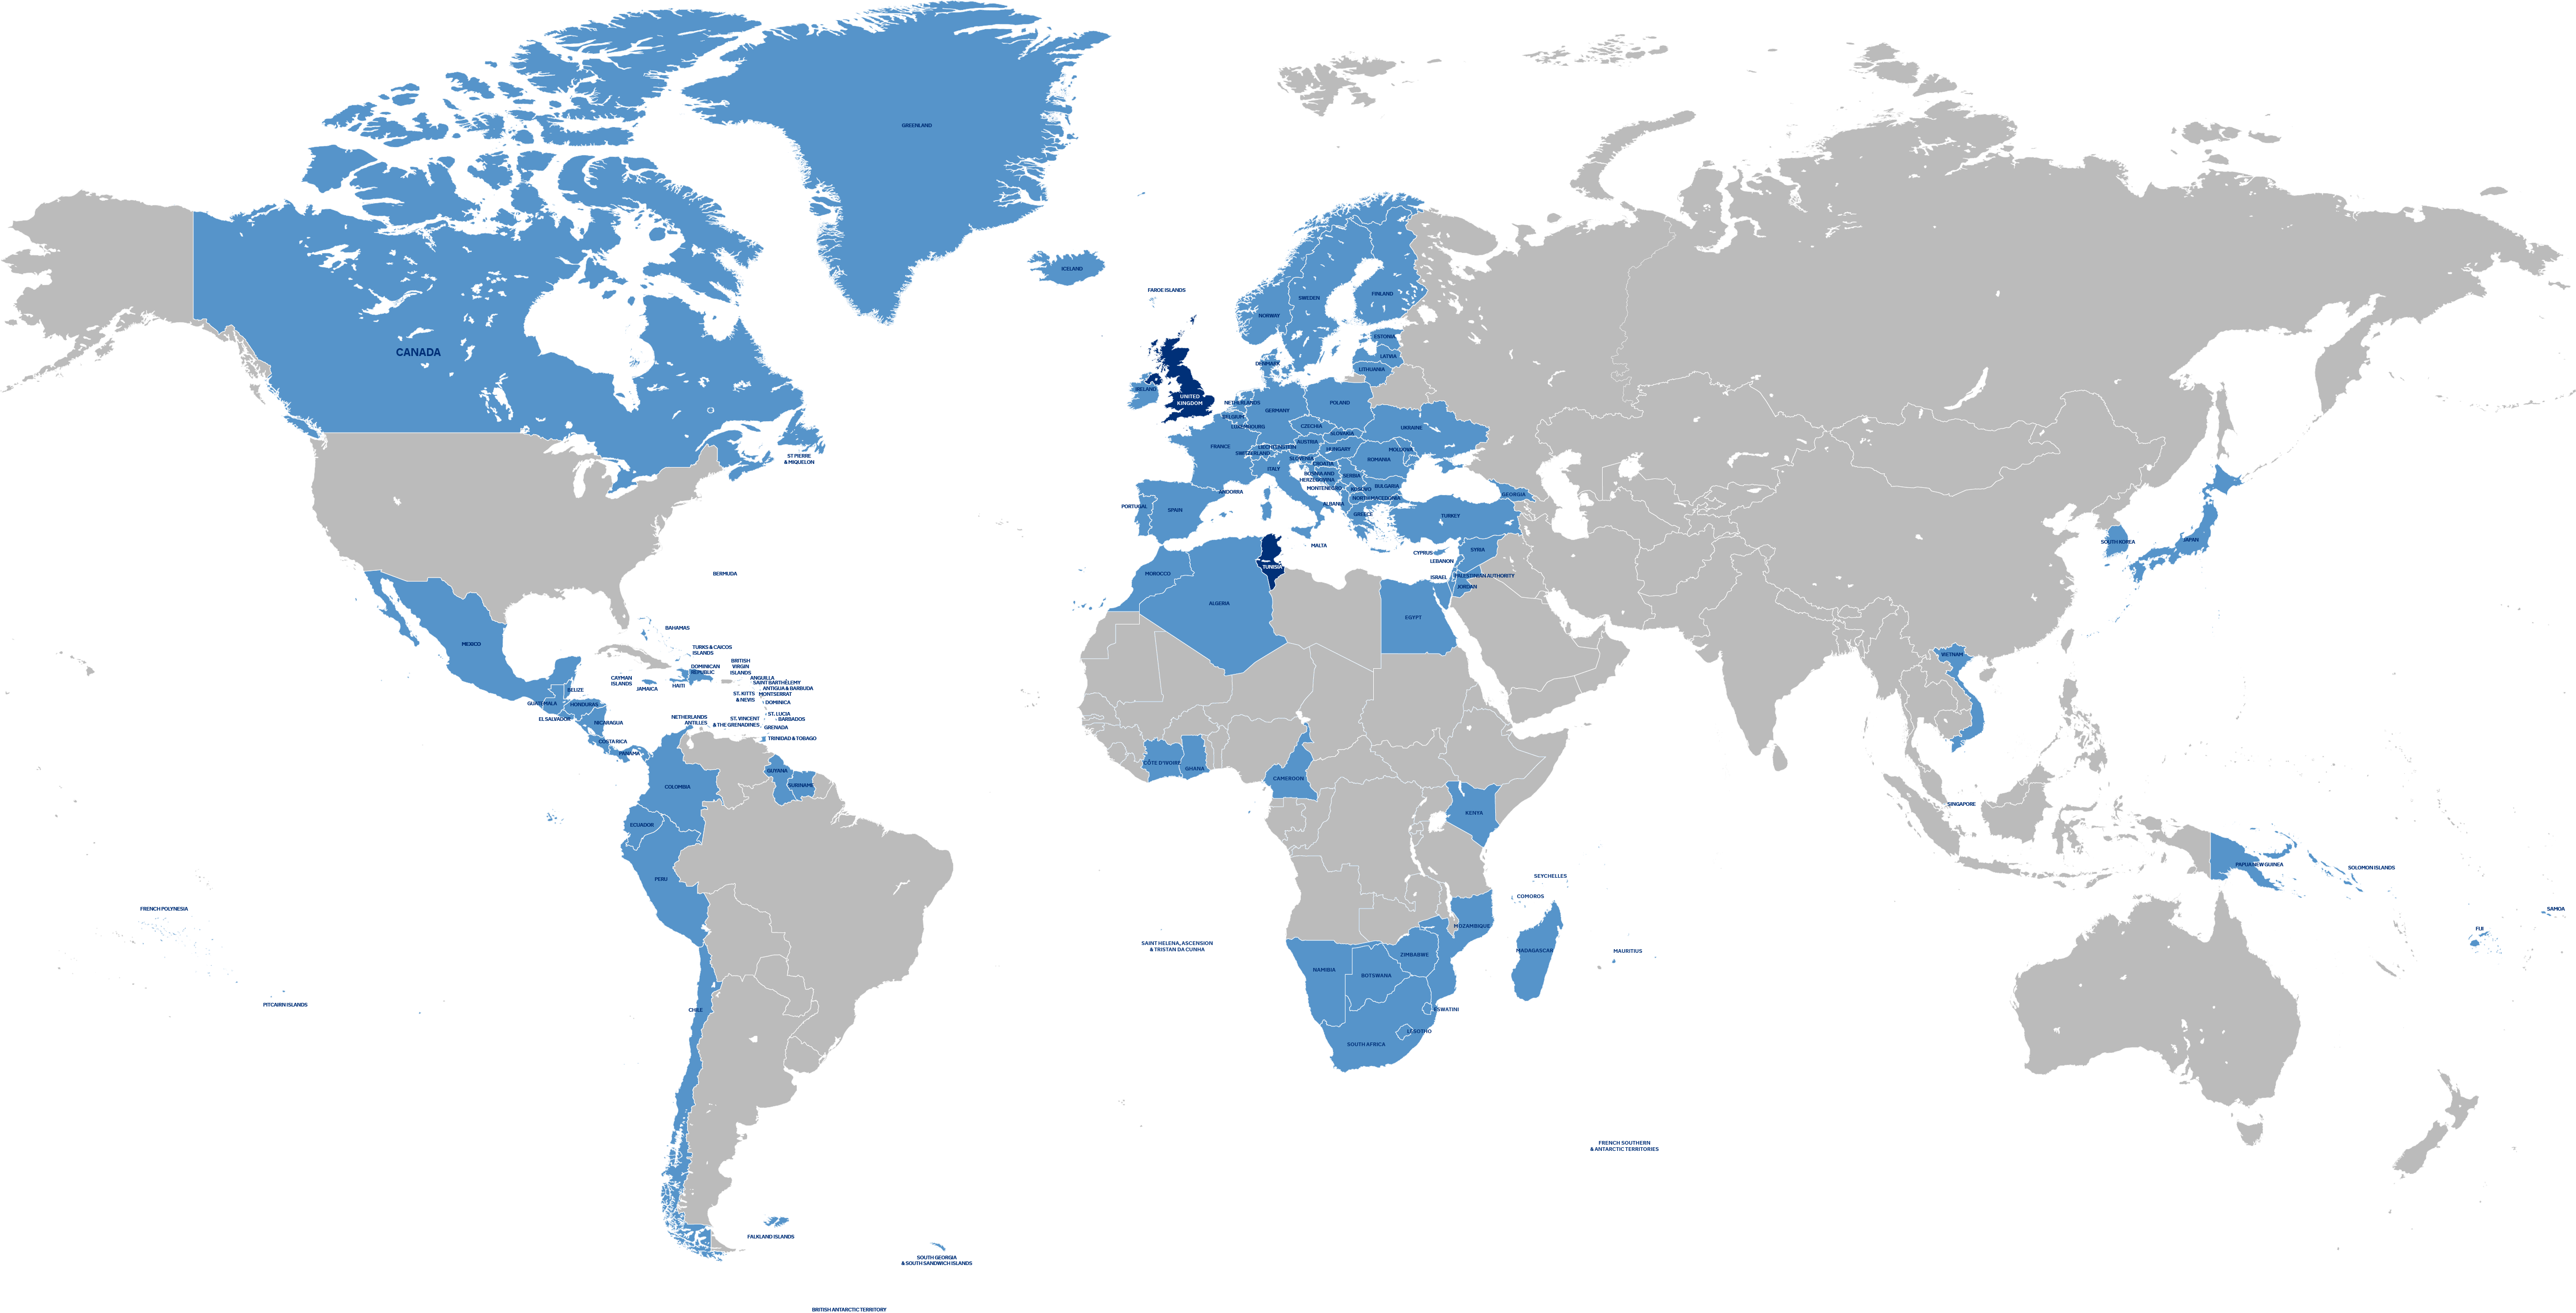 GREENLAND
ICELAND
FAROE ISLANDS
CANADA
ST PIERRE
& MIQUELON
BERMUDA
MEXICO
BAHAMAS
TURKS & CAICOS
ISLANDS
DOMINICAN
REPUBLIC
BRITISH
VIRGIN
ISLANDS
ANGUILLA
SAINT BARTHÉLEMY
ANTIGUA & BARBUDA
MONTSERRAT
ST. KITTS
& NEVIS
DOMINICA
ST. LUCIA
BARBADOS
ST. VINCENT
& THE GRENADINES
GRENADA
TRINIDAD & TOBAGO
NETHERLANDS
ANTILLES
CAYMAN
ISLANDS
JAMAICA
HAITI
BELIZE
GUATEMALA
HONDURAS
EL SALVADOR
NICARAGUA
COSTA RICA
PANAMA
COLOMBIA
GUYANA
SURINAME
ECUADOR
PERU
CHILE
FRENCH POLYNESIA
PITCAIRN ISLANDS
FALKLAND ISLANDS
SOUTH GEORGIA
& SOUTH SANDWICH ISLANDS
BRITISH ANTARCTIC TERRITORY
NORWAY
SWEDEN
FINLAND
ESTONIA
LATIRA
LITHUANIA
DENMARK
IRELAND
UNITED
KINGDOM
NETHERLANDS
BELGIUM
LUXEMBOURG
GERMANY
POLAND
CZECHIA
SLOVAKIA
UKRAINE
FRANCE
LIECHTENSTEIN
SWITZERLAND
AUSTRIA
HUNGARY
MOLDOVA
ROMANIA
SLOVENIA
CROATIA
ITALY
BOSNIA AND
HERZEGOVINA
SERBIA
MONTENEGRO
KOSOVO
BULGARIA
NORTH MACEDONIA
ALBANIA
GREECE
ANDORRA
PORTUGAL
SPAIN
MALTA
TURKEY
GEORGIA
CYPRUS
SYRIA
LEBANON
ISRAEL
PALESTINIAN AUTHORITY
JORDAN
MOROCCO
ALGERIA
TUNISIA
EGYPT
CÔTE D'IVOIRE
GHANA
CAMEROON
KENYA
SEYCHELLES
COMOROS
MOZAMBIQUE
MADAGASCAR
MAURITIUS
ZIMBABWE
NAMIBIA
BOTSWANA
ESWATINI
LESOTHO
SOUTH AFRICA
SAINT HELENA, ASCENSION
& TRISTAN DA CUNHA
FRENCH SOUTHERN
& ANTARCTIC TERRITORIES
SOUTH KOREA
JAPAN
VIETNAM
SINGAPORE
PAPUA NEW GUINEA
SOLOMON ISLANDS
SAMOA
FIJI